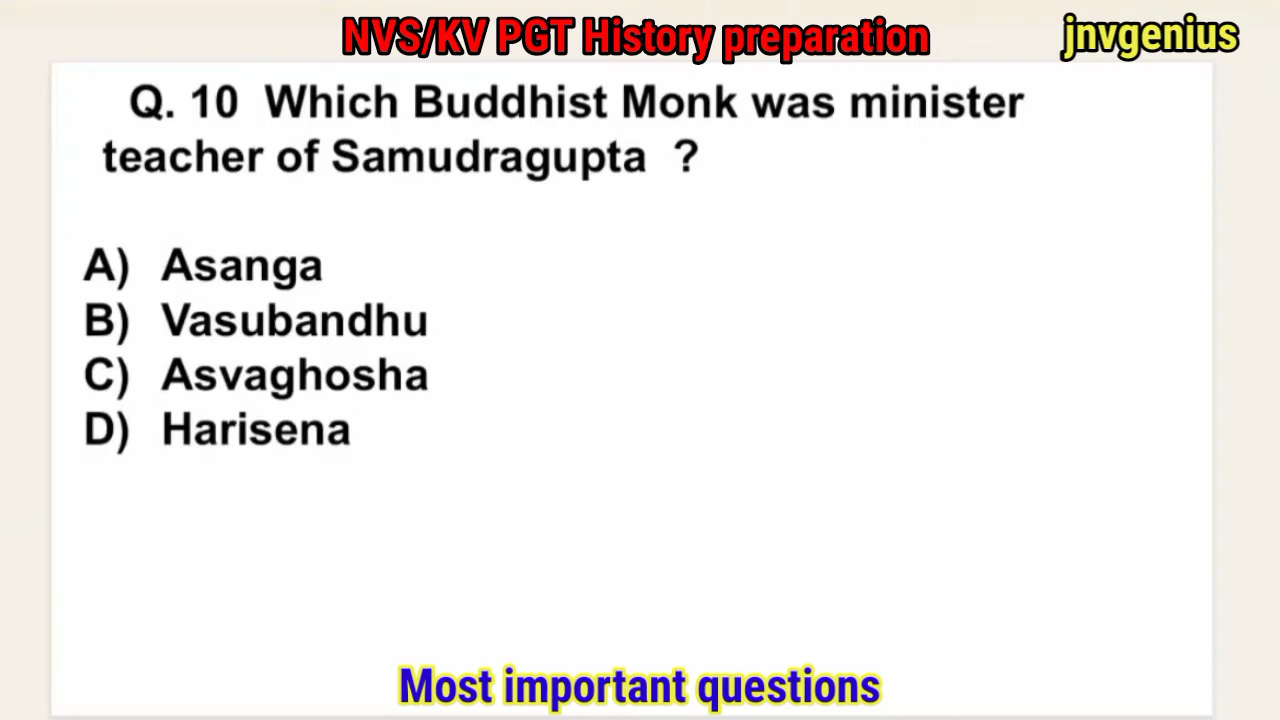 NVS/KV PGT History preparation
jnvgenius
Q. 10 Which Buddhist Monk was minister
teacher of Samudragupta ?
A) Asanga
B) Vasubandhu
C) Asvaghosha
D) Harisena
Most important questions